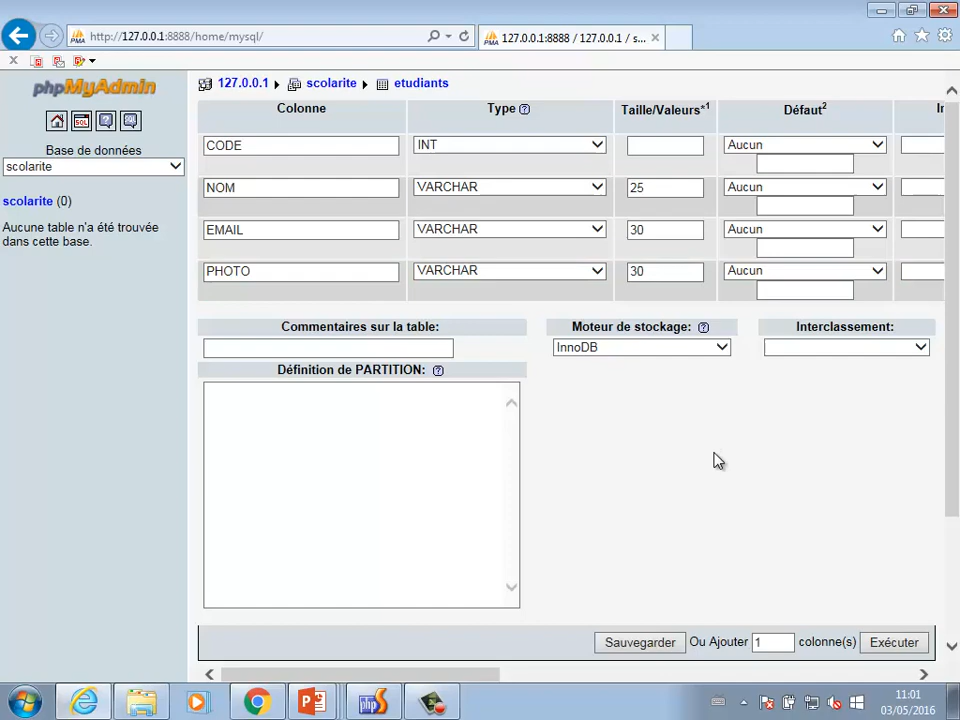 http://127.0.0.1:8888/home/mysql/
127.0.0.1:8888 / 127.0.0.1 / s...
phpMyAdmin
SQL
Base de données
scolarite
scolarite (0)
Aucune table n'a été trouvée
dans cette base.
127.0.0.1 scolarite etudiants
Colonne Type Taille/Valeurs*1 Défaut2 In
CODE INT Aucun
NOM VARCHAR 25 Aucun
EMAIL VARCHAR 30 Aucun
PHOTO VARCHAR 30 Aucun
Commentaires sur la table: Moteur de stockage: Interclassement:
InnoDB
Définition de PARTITION:
Sauvegarder Ou Ajouter 1 colonne(s) Exécuter
11:01
03/05/2016